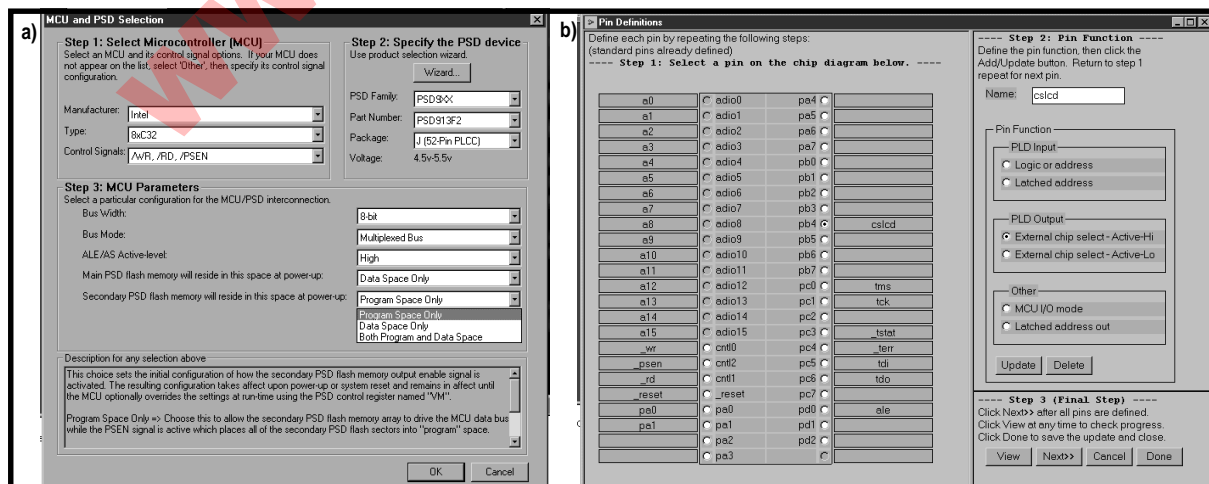 a)
MCU and PSD Selection
Step 1: Select Microcontroller (MCU)
Select an MCU and its control signal options. If your MCU does
not appear on the list, select 'Other', then specify its control signal
configuration.
Manufacturer: Intel
Type: 8xC32
Control Signals: /WR, /RD, /PSEN
Step 2: Specify the PSD device
Use product selection wizard.
Wizard...
PSD Family: PSD9XX
Part Number: PSD913F2
Package: J (52-Pin PLCC)
Voltage: 4.5v-5.5v
Step 3: MCU Parameters
Select a particular configuration for the MCU/PSD interconnection.
Bus Width: 8-bit
Bus Mode: Multiplexed Bus
ALE/AS Active-level: High
Main PSD flash memory will reside in this space at power-up: Data Space Only
Secondary PSD flash memory will reside in this space at power-up: Program Space Only
Program Space Only
Data Space Only
Both Program and Data Space
Description for any selection above
This choice sets the initial configuration of how the secondary PSD flash memory output enable signal is
activated. The resulting configuration takes affect upon power-up or system reset and remains in affect until
the MCU optionally overrides the settings at run-time using the PSD control register named "VM".
Program Space Only => Choose this to allow the secondary PSD flash memory array to drive the MCU data bus
while the PSEN signal is active which places all of the secondary PSD flash sectors into "program" space.
OK Cancel
b)
Pin Definitions
Define each pin by repeating the following steps:
(standard pins already defined)
---- Step 1: Select a pin on the chip diagram below. ----
a0 adio0 pa4
a1 adio1 pa5
a2 adio2 pa6
a3 adio3 pa7
a4 adio4 pb0
a5 adio5 pb1
a6 adio6 pb2
a7 adio7 pb3
a8 adio8 pb4 cslcd
a9 adio9 pb5
a10 adio10 pb6
a11 adio11 pb7
a12 adio12 pc0 tms
a13 adio13 pc1 tck
a14 adio14 pc2
a15 adio15 pc3 _tstat
_wr cntl0 pc4 _terr
_psen cntl2 pc5 tdi
_rd cntl1 pc6 tdo
_reset _reset pc7
pa0 pa0 pd0 ale
pa1 pa1 pd1
pa2 pd2
pa3
---- Step 2: Pin Function ----
Define the pin function, then click the
Add/Update button. Return to step 1
repeat for next pin.
Name: cslcd
Pin Function
PLD Input
Logic or address
Latched address
PLD Output
External chip select - Active-Hi
External chip select - Active-Lo
Other
MCU I/O mode
Latched address out
Update Delete
---- Step 3 (Final Step) ----
Click Next>> after all pins are defined.
Click View at any time to check progress.
Click Done to save the update and close.
View Next>> Cancel Done